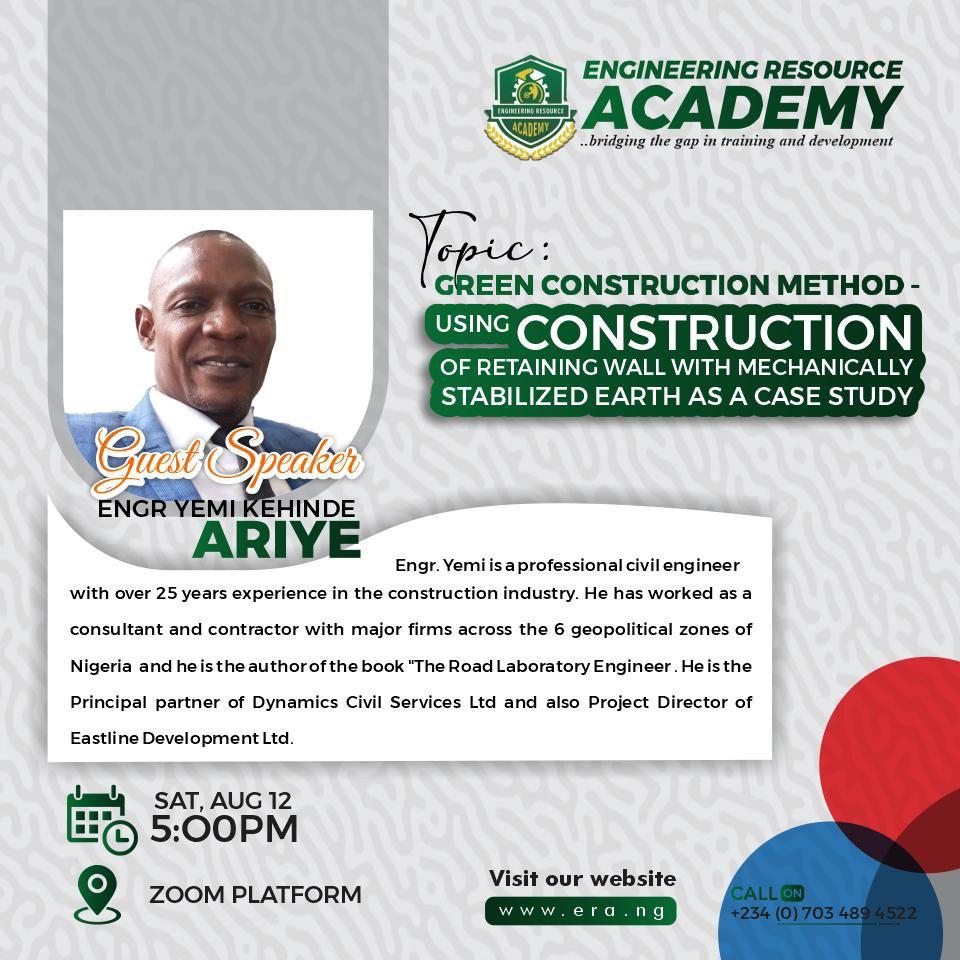 ENGINEERING RESOURCE
ACADEMY
ENGINEERING RESOURCE
ACADEMY
..bridging the gap in training and development
Topic:
GREEN CONSTRUCTION METHOD -
USING CONSTRUCTION
OF RETAINING WALL WITH MECHANICALLY
STABILIZED EARTH AS A CASE STUDY
Guest Speaker
ENGR YEMI KEHINDE
ARIYE
Engr. Yemi is a professional civil engineer
with over 25 years experience in the construction industry. He has worked as a
consultant and contractor with major firms across the 6 geopolitical zones of
Nigeria and he is the author of the book "The Road Laboratory Engineer . He is the
Principal partner of Dynamics Civil Services Ltd and also Project Director of
Eastline Development Ltd.
SAT, AUG 12
5:00PM
ZOOM PLATFORM
Visit our website
www.era.ng
CALL ON
+234 (0) 703 489 4522